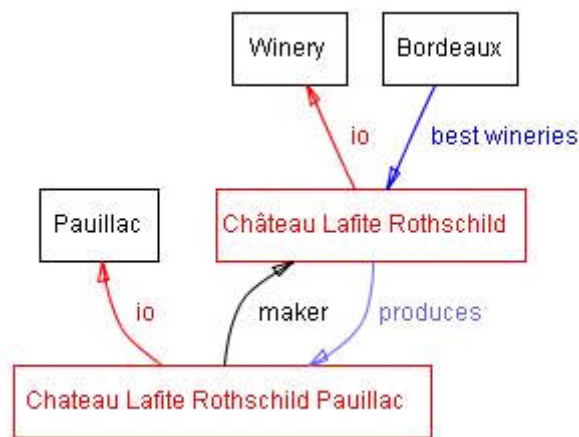 Winery
Bordeaux
io
best wineries
Pauillac
Château Lafite Rothschild
io
maker
produces
Chateau Lafite Rothschild Pauillac